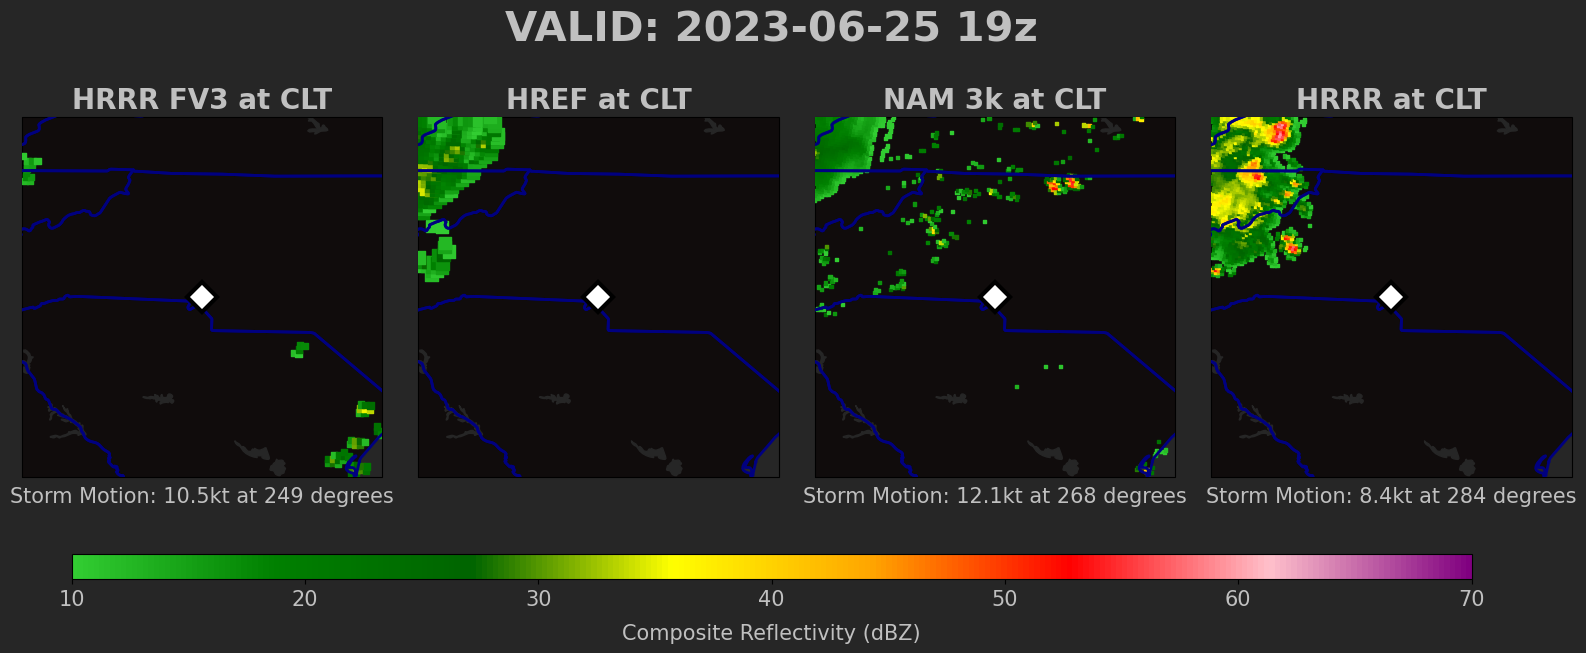 VALID: 2023-06-25 19z
HRRR FV3 at CLT
HREF at CLT
NAM 3k at CLT
HRRR at CLT
Storm Motion: 10.5kt at 249 degrees
Storm Motion: 12.1kt at 268 degrees
Storm Motion: 8.4kt at 284 degrees
10 20 30 40 50 60 70
Composite Reflectivity (dBZ)